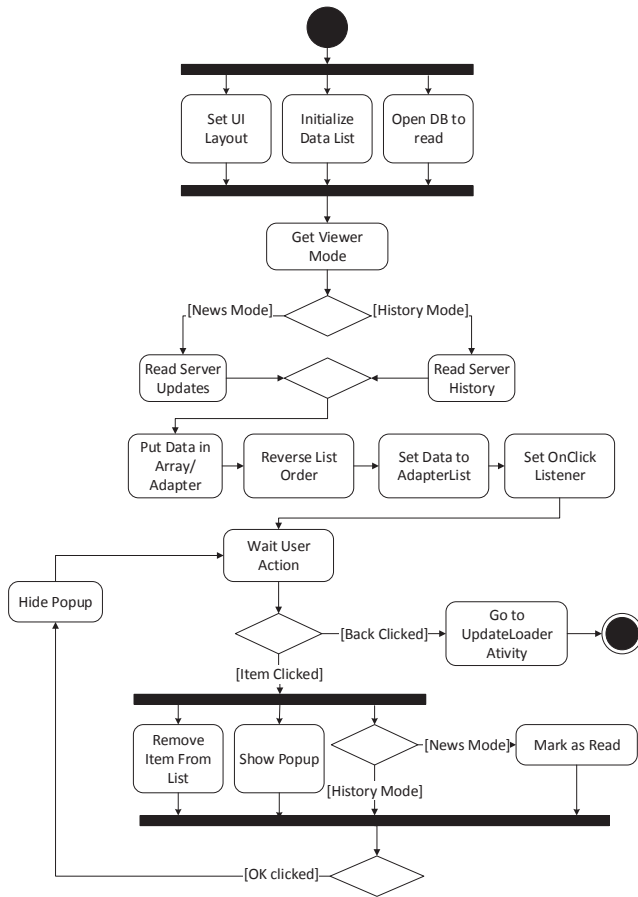 Set UI
Layout
Initialize
Data List
Open DB to
read
Get Viewer
Mode
[News Mode]
[History Mode]
Read Server
Updates
Read Server
History
Put Data in
Array/
Adapter
Reverse List
Order
Set Data to
AdapterList
Set OnClick
Listener
Wait User
Action
Hide Popup
[Back Clicked]
Go to
UpdateLoader
Ativity
[Item Clicked]
Remove
Item From
List
Show Popup
[News Mode]
Mark as Read
[History Mode]
[OK clicked]